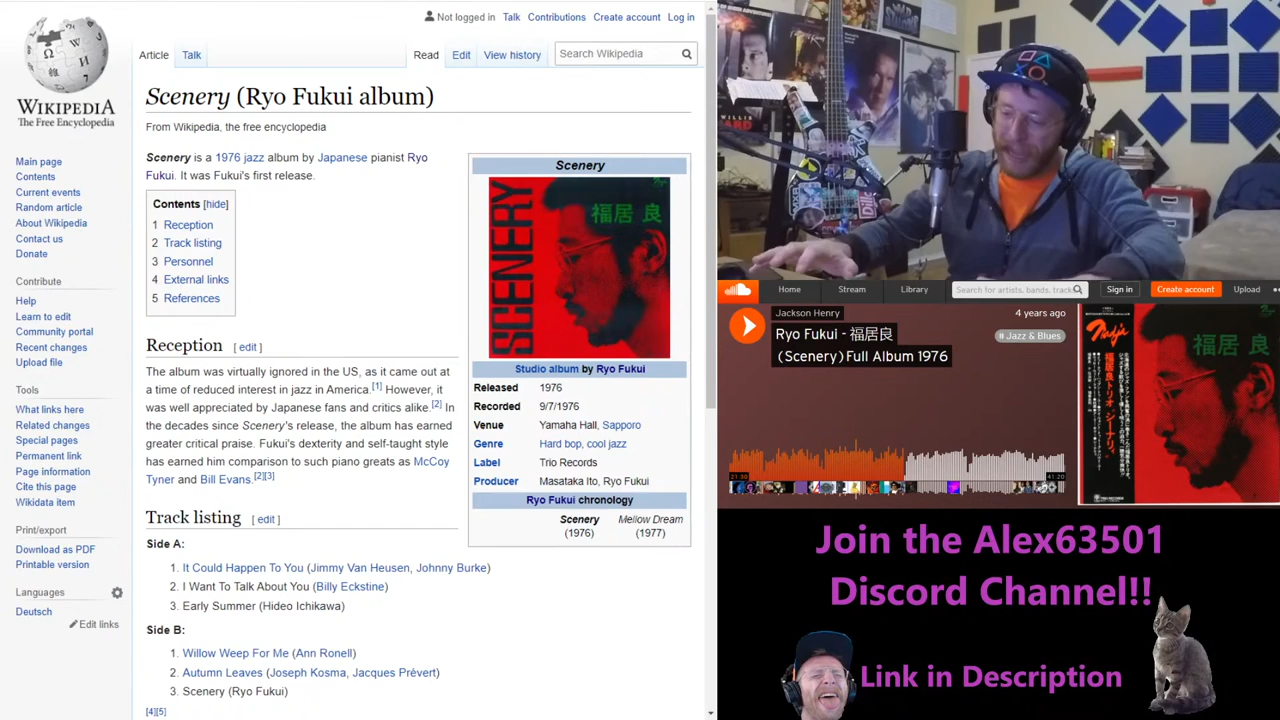 Not logged in Talk Contributions Create account Log in
WIKIPEDIA
The Free Encyclopedia
Article Talk Read Edit View history Search Wikipedia
Main page
Contents
Current events
Random article
About Wikipedia
Contact us
Donate
Contribute
Help
Learn to edit
Community portal
Recent changes
Upload file
Tools
What links here
Related changes
Special pages
Permanent link
Page information
Cite this page
Wikidata item
Print/export
Download as PDF
Printable version
Languages
Deutsch
Edit links
Scenery (Ryo Fukui album)
From Wikipedia, the free encyclopedia
Scenery is a 1976 jazz album by Japanese pianist Ryo
Fukui. It was Fukui's first release.
Contents [hide]
1 Reception
2 Track listing
3 Personnel
4 External links
5 References
Reception [ edit ]
The album was virtually ignored in the US, as it came out at
a time of reduced interest in jazz in America.[1] However, it
was well appreciated by Japanese fans and critics alike.[2] In
the decades since Scenery's release, the album has earned
greater critical praise. Fukui's dexterity and self-taught style
has earned him comparison to such piano greats as McCoy
Tyner and Bill Evans.[2][3]
Track listing [ edit ]
Side A:
1. It Could Happen To You (Jimmy Van Heusen, Johnny Burke)
2. I Want To Talk About You (Billy Eckstine)
3. Early Summer (Hideo Ichikawa)
Side B:
1. Willow Weep For Me (Ann Ronell)
2. Autumn Leaves (Joseph Kosma, Jacques Prévert)
3. Scenery (Ryo Fukui)
[4][5]
Scenery
SCENERY
福居 良
Studio album by Ryo Fukui
Released 1976
Recorded 9/7/1976
Venue Yamaha Hall, Sapporo
Genre Hard bop, cool jazz
Label Trio Records
Producer Masataka Ito, Ryo Fukui
Ryo Fukui chronology
Scenery Mellow Dream
(1976) (1977)
Home Stream Library Search for artists, bands, tracks Sign in Create account Upload
Jackson Henry
4 years ago
Ryo Fukui - 福居良
(Scenery) Full Album 1976
# Jazz & Blues
21:30
41:20
福居良トリオ・シーナリィ
福居 良
Join the Alex63501
Discord Channel!!
Link in Description